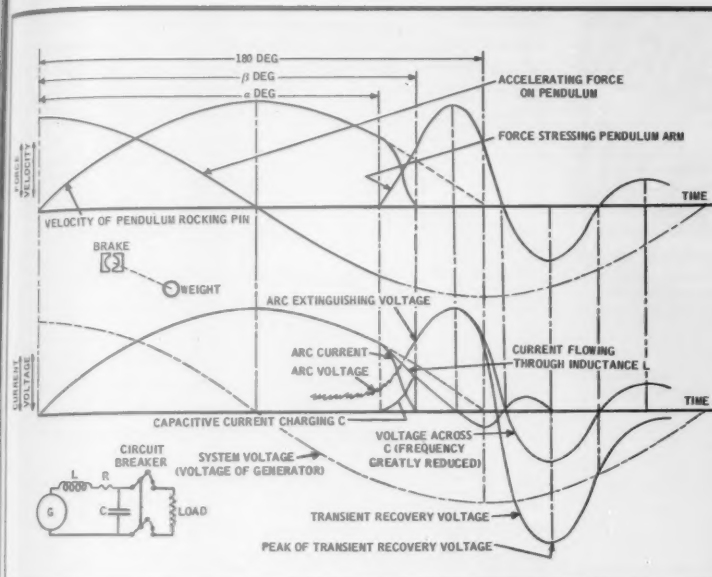 180 DEG
β DEG
α DEG
ACCELERATING FORCE
ON PENDULUM
FORCE STRESSING PENDULUM ARM
FORCE
VELOCITY
TIME
VELOCITY OF PENDULUM ROCKING PIN
BRAKE
WEIGHT
ARC EXTINGUISHING VOLTAGE
ARC CURRENT
ARC VOLTAGE
CURRENT FLOWING
THROUGH INDUCTANCE L
CURRENT
VOLTAGE
TIME
CAPACITIVE CURRENT CHARGING C
VOLTAGE ACROSS
C (FREQUENCY
GREATLY REDUCED)
SYSTEM VOLTAGE
(VOLTAGE OF GENERATOR)
CIRCUIT
BREAKER
L
R
G
C
LOAD
TRANSIENT RECOVERY VOLTAGE
PEAK OF TRANSIENT RECOVERY VOLTAGE